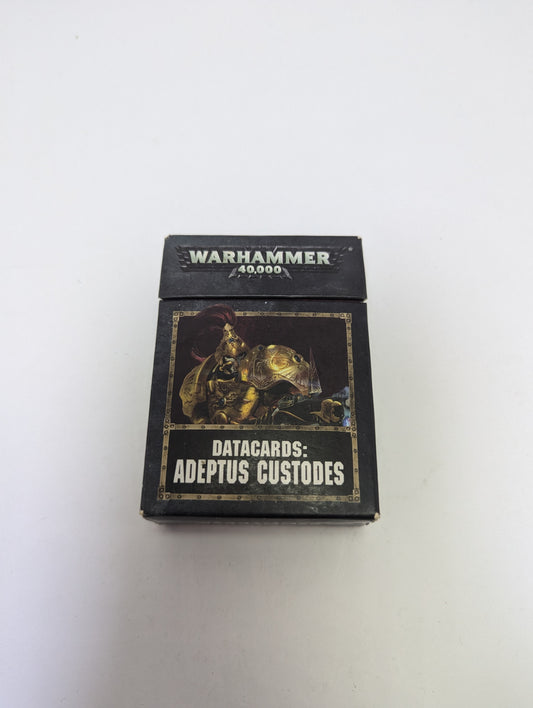 WARHAMMER®
40,000
DATACARDS:
ADEPTUS CUSTODES